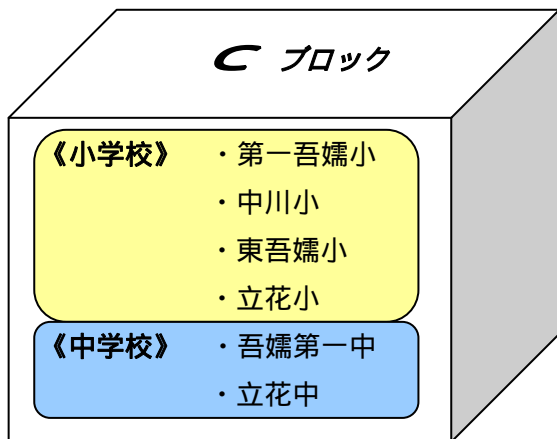 C ブロック
《小学校》 ・第一吾嬬小
・中川小
・東吾嬬小
・立花小
《中学校》 ・吾嬬第一中
・立花中